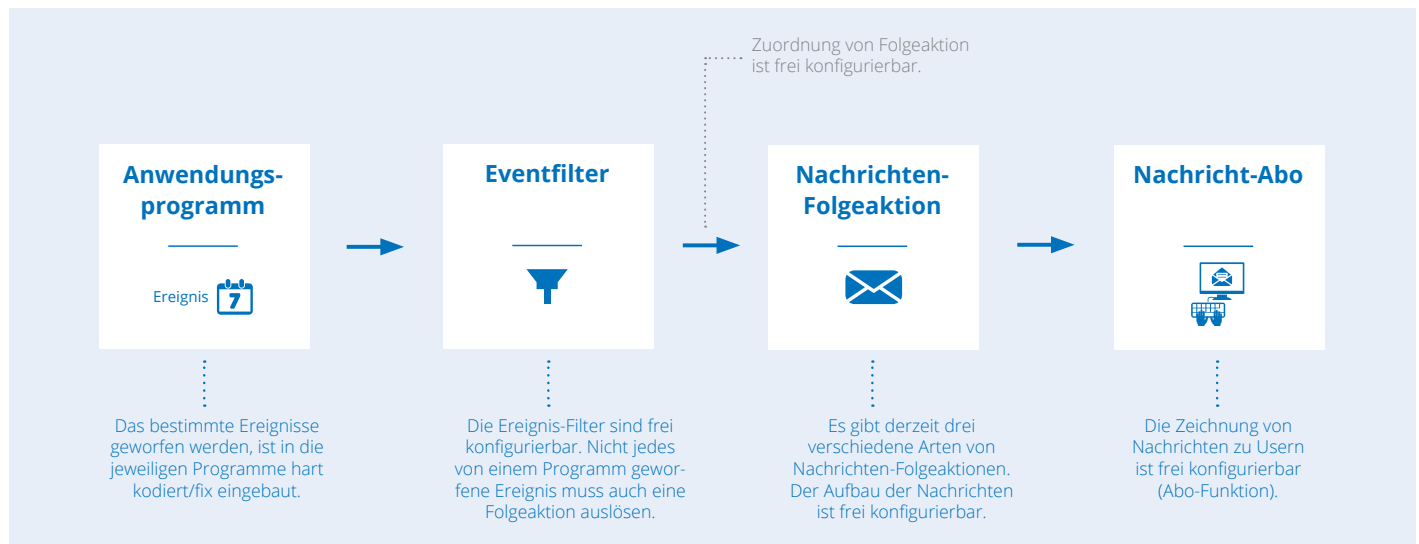 Zuordnung von Folgeaktion
ist frei konfigurierbar.
Anwendungs-
programm
Ereignis
7
Das bestimmte Ereignisse
geworfen werden, ist in die
jeweiligen Programme hart
kodiert/fix eingebaut.
Eventfilter
Die Ereignis-Filter sind frei
konfigurierbar. Nicht jedes
von einem Programm gewor-
fene Ereignis muss auch eine
Folgeaktion auslösen.
Nachrichten-
Folgeaktion
Es gibt derzeit drei
verschiedene Arten von
Nachrichten-Folgeaktionen.
Der Aufbau der Nachrichten
ist frei konfigurierbar.
Nachricht-Abo
Die Zeichnung von
Nachrichten zu Usern
ist frei konfigurierbar
(Abo-Funktion).